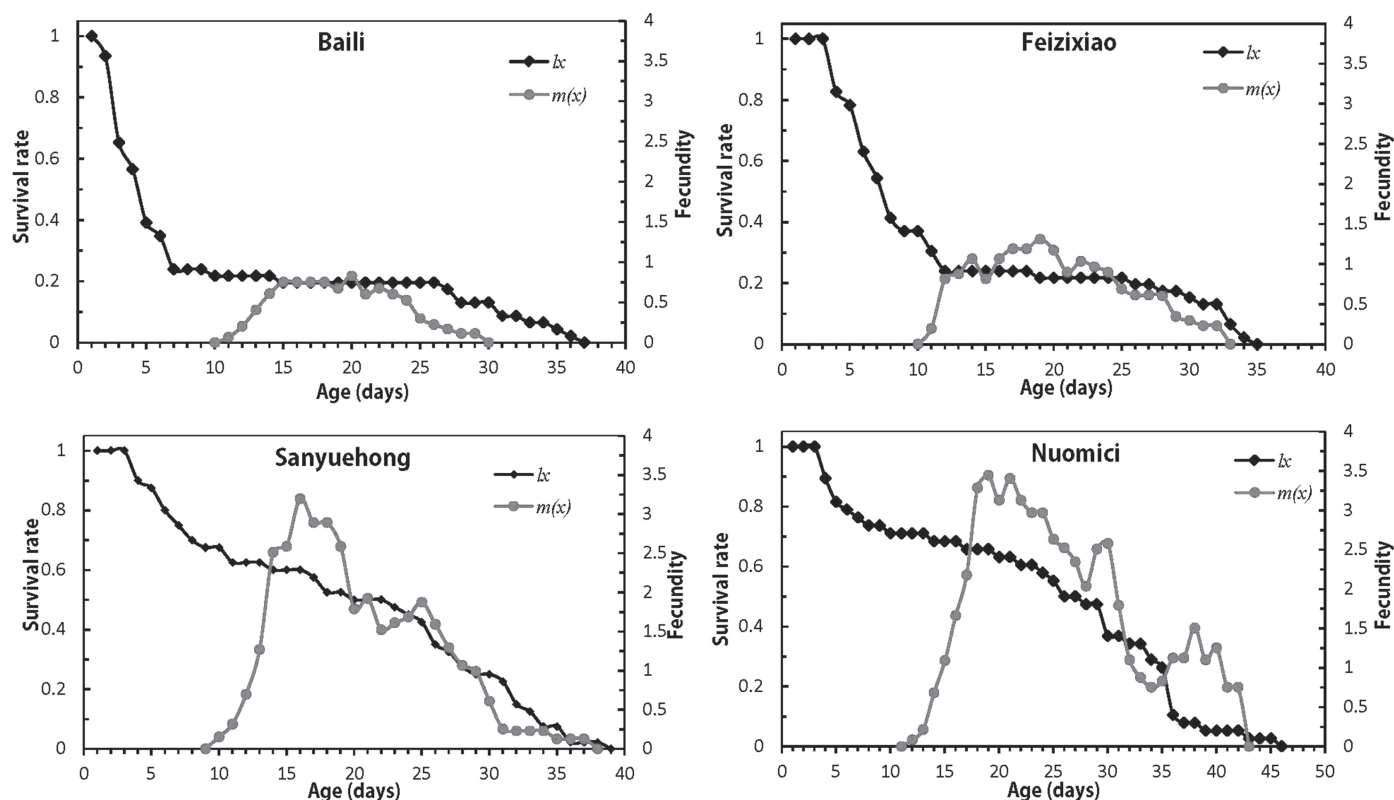 Baili
lx
m(x)
Survival rate
Fecundity
0
0.2
0.4
0.6
0.8
1
0
0.5
1
1.5
2
2.5
3
3.5
4
0 5 10 15 20 25 30 35 40
Age (days)
Feizixiao
lx
m(x)
Survival rate
Fecundity
0
0.2
0.4
0.6
0.8
1
0
0.5
1
1.5
2
2.5
3
3.5
4
0 5 10 15 20 25 30 35 40
Age (days)
Sanyuehong
lx
m(x)
Survival rate
Fecundity
0
0.2
0.4
0.6
0.8
1
0
0.5
1
1.5
2
2.5
3
3.5
4
0 5 10 15 20 25 30 35 40
Age (days)
Nuomici
lx
m(x)
Survival rate
Fecundity
0
0.2
0.4
0.6
0.8
1
0
0.5
1
1.5
2
2.5
3
3.5
4
0 5 10 15 20 25 30 35 40 45 50
Age (days)